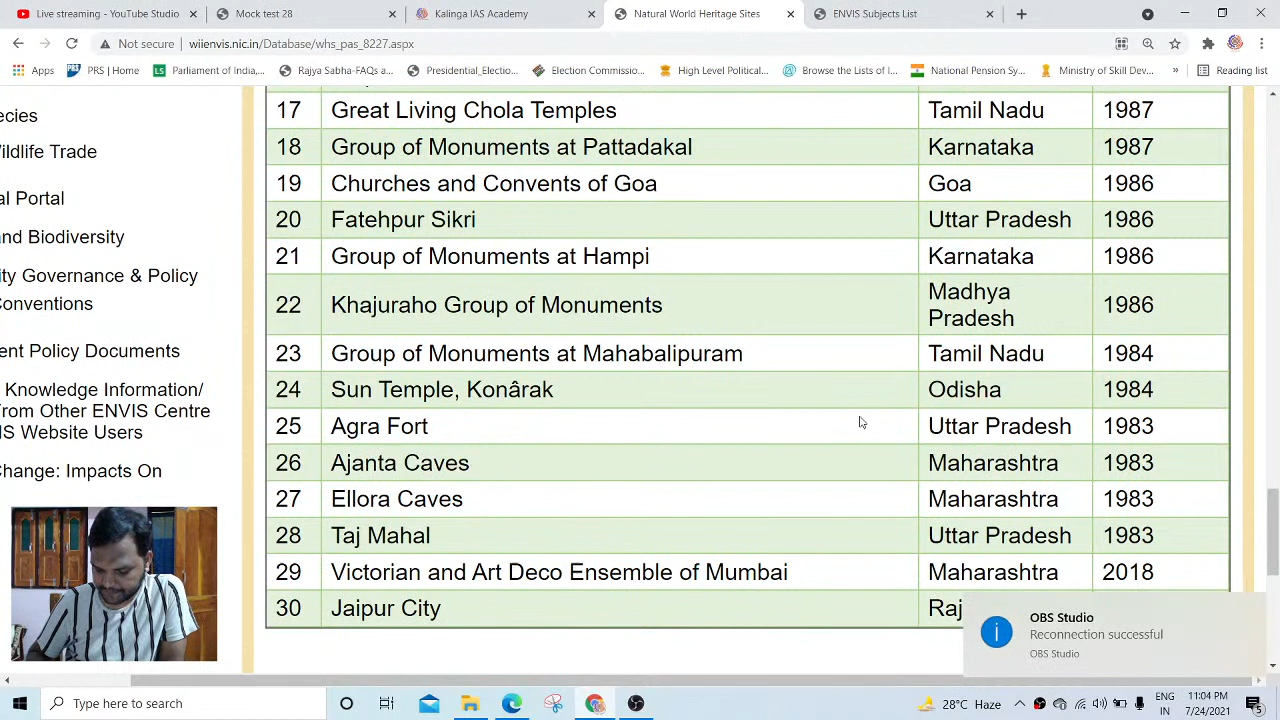 Live streaming - YouTube Studio
Mock test 28
Kalinga IAS Academy
Natural World Heritage Sites
ENVIS Subjects List
Not secure
wiienvis.nic.in/Database/whs_pas_8227.aspx
Apps
PRS | Home
Parliament of India,...
Rajya Sabha-FAQs a...
Presidential_Electio...
Election Commissio...
High Level Political...
Browse the Lists of I...
National Pension Sy...
Ministry of Skill Dev...
»
Reading list
ecies
ildlife Trade
al Portal
and Biodiversity
ity Governance & Policy
Conventions
ent Policy Documents
Knowledge Information/
From Other ENVIS Centre
IS Website Users
Change: Impacts On
17 Great Living Chola Temples Tamil Nadu 1987
18 Group of Monuments at Pattadakal Karnataka 1987
19 Churches and Convents of Goa Goa 1986
20 Fatehpur Sikri Uttar Pradesh 1986
21 Group of Monuments at Hampi Karnataka 1986
22 Khajuraho Group of Monuments Madhya Pradesh 1986
23 Group of Monuments at Mahabalipuram Tamil Nadu 1984
24 Sun Temple, Konârak Odisha 1984
25 Agra Fort Uttar Pradesh 1983
26 Ajanta Caves Maharashtra 1983
27 Ellora Caves Maharashtra 1983
28 Taj Mahal Uttar Pradesh 1983
29 Victorian and Art Deco Ensemble of Mumbai Maharashtra 2018
30 Jaipur City Raj
OBS Studio
Reconnection successful
OBS Studio
Type here to search
28°C Haze
ENG
IN
11:04 PM
7/24/2021
5